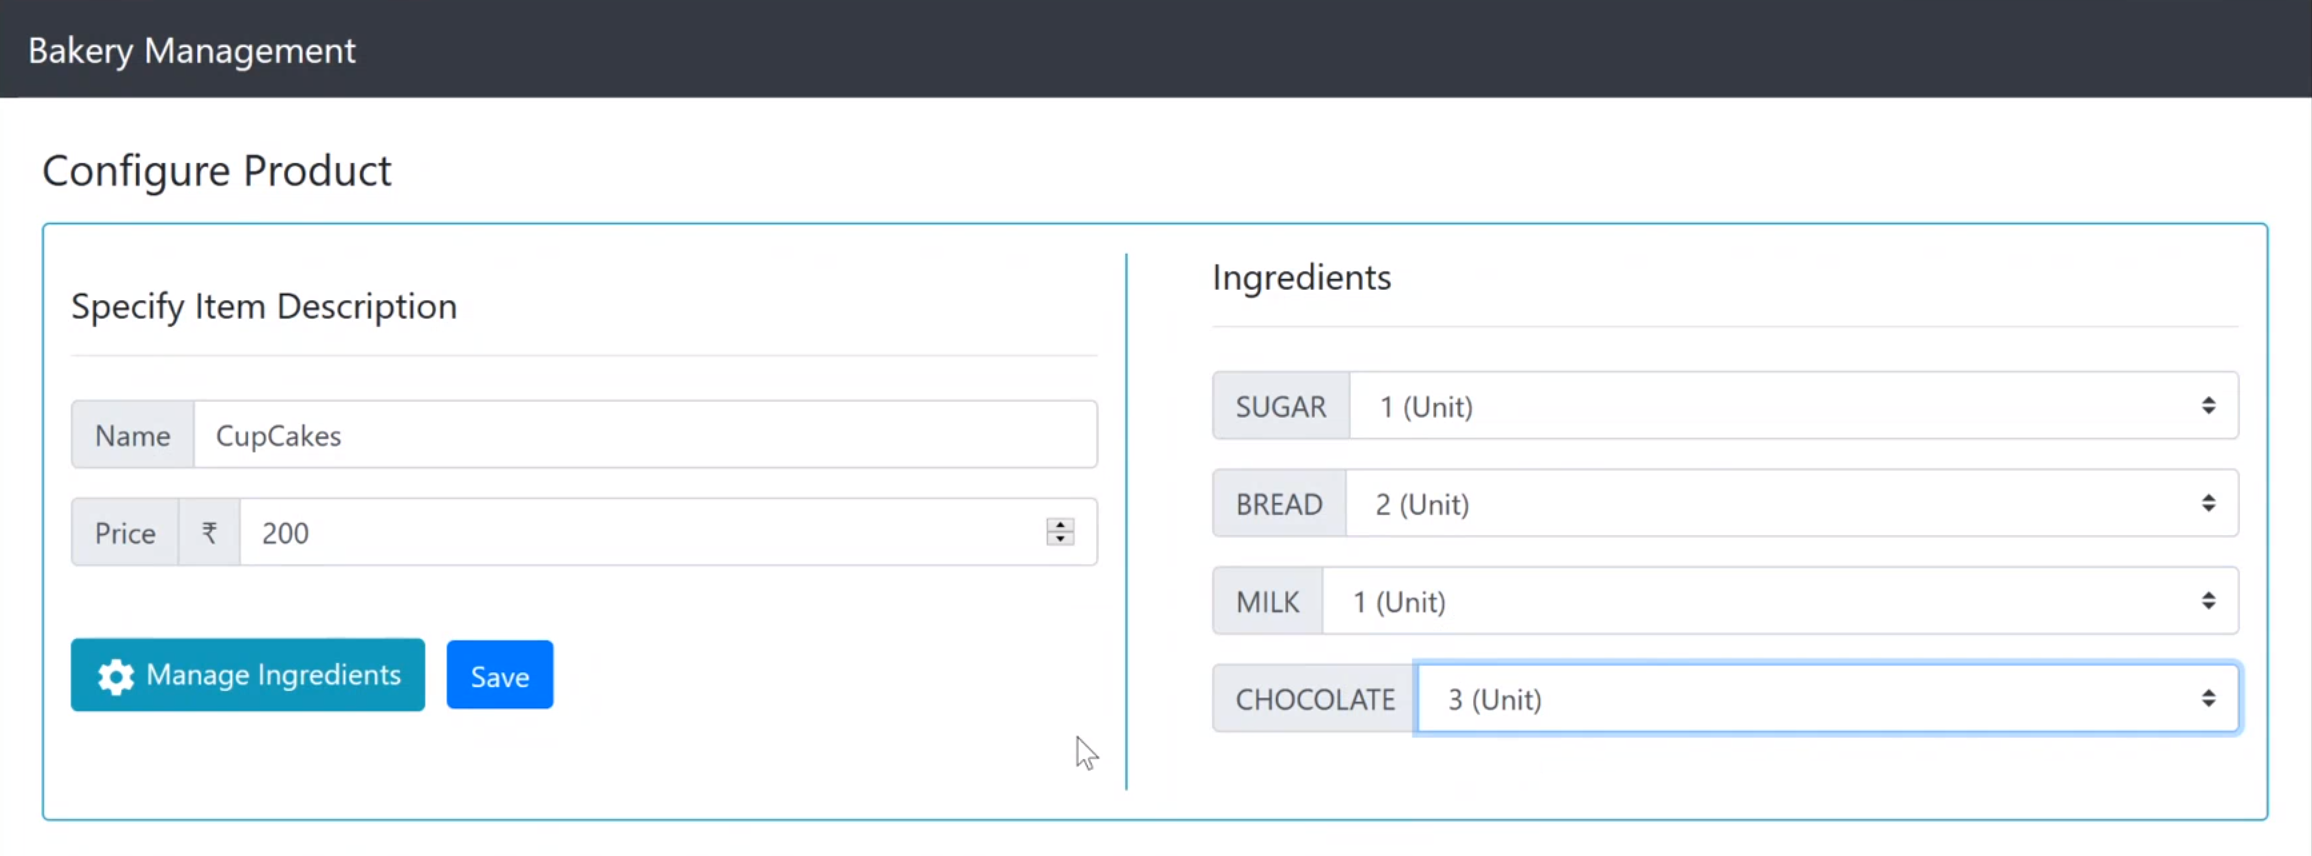 Bakery Management
Configure Product
Specify Item Description
Name CupCakes
Price ₹ 200
Manage Ingredients Save
Ingredients
SUGAR 1 (Unit)
BREAD 2 (Unit)
MILK 1 (Unit)
CHOCOLATE 3 (Unit)